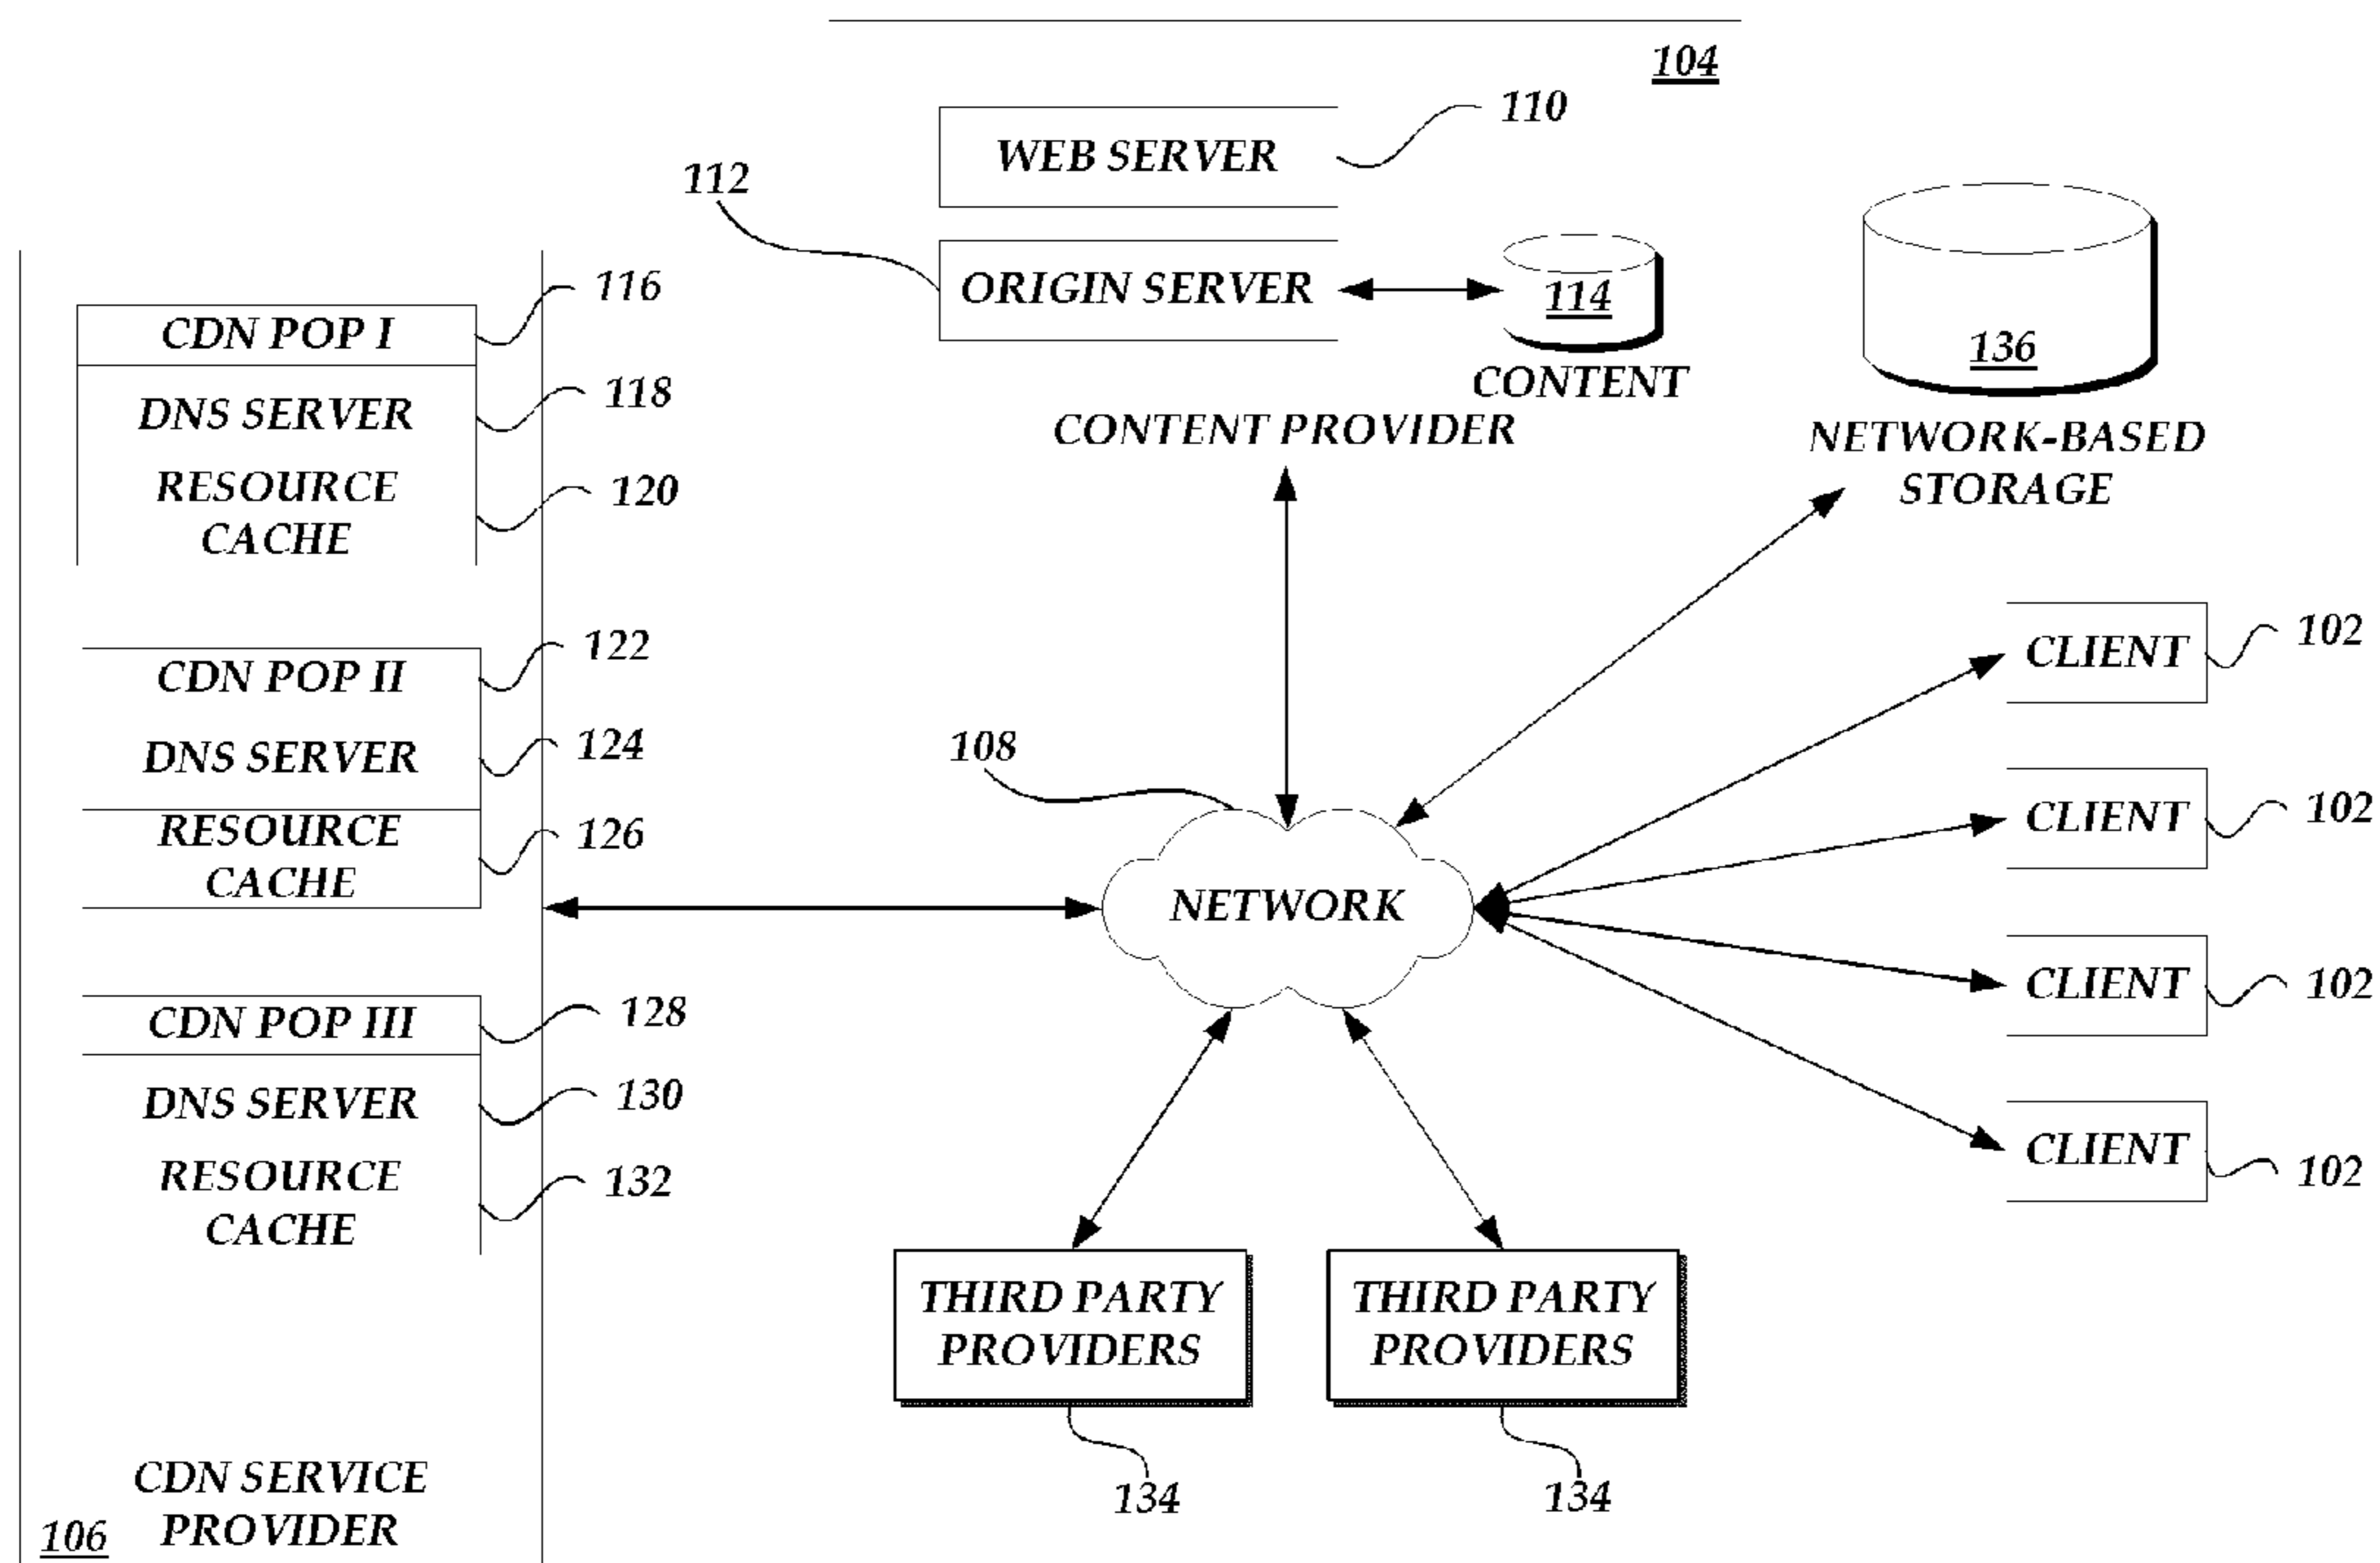 104
WEB SERVER
110
112
ORIGIN SERVER
114
CONTENT
CONTENT PROVIDER
136
NETWORK-BASED
STORAGE
CDN POP I
116
DNS SERVER
118
RESOURCE
CACHE
120
CDN POP II
122
DNS SERVER
124
RESOURCE
CACHE
126
CDN POP III
128
DNS SERVER
130
RESOURCE
CACHE
132
CDN SERVICE
PROVIDER
106
108
NETWORK
CLIENT
102
CLIENT
102
CLIENT
102
CLIENT
102
THIRD PARTY
PROVIDERS
134
THIRD PARTY
PROVIDERS
134